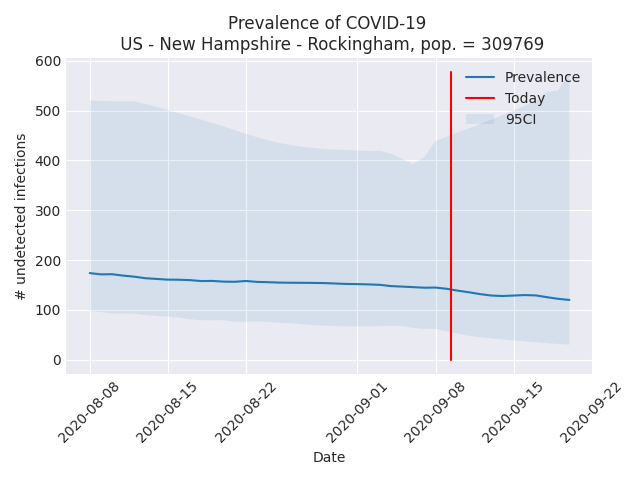 Prevalence of COVID-19
US - New Hampshire - Rockingham, pop. = 309769
600
500
400
300
200
100
0
# undetected infections
Prevalence
Today
95CI
2020-08-08
2020-08-15
2020-08-22
2020-09-01
2020-09-08
2020-09-15
2020-09-22
Date